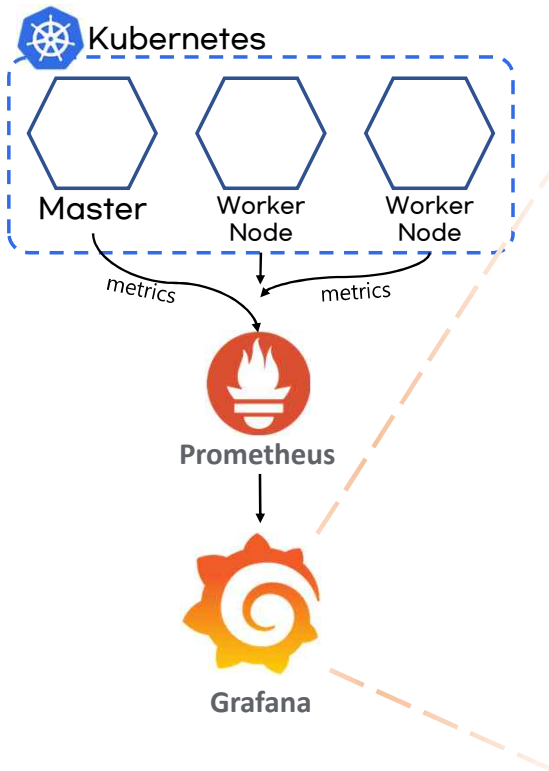 Kubernetes
Master
Worker
Node
Worker
Node
metrics
metrics
Prometheus
Grafana